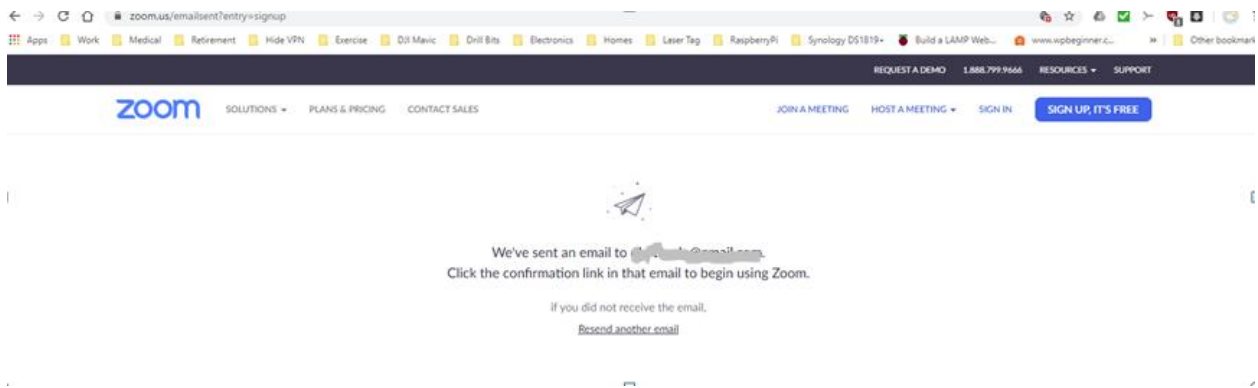 zoom.us/emailsent?entry=signup
Apps Work Medical Retirement Hide VPN Exercise DJI Mavic Drill Bits Electronics Homes Laser Tag RaspberryPi Synology DS1819+ Build a LAMP Web... www.wpbeginner.c... » Other bookmark
REQUEST A DEMO 1.888.799.9666 RESOURCES SUPPORT
zoom SOLUTIONS PLANS & PRICING CONTACT SALES JOIN A MEETING HOST A MEETING SIGN IN SIGN UP, IT'S FREE
We've sent an email to
Click the confirmation link in that email to begin using Zoom.
if you did not receive the email,
Resend another email